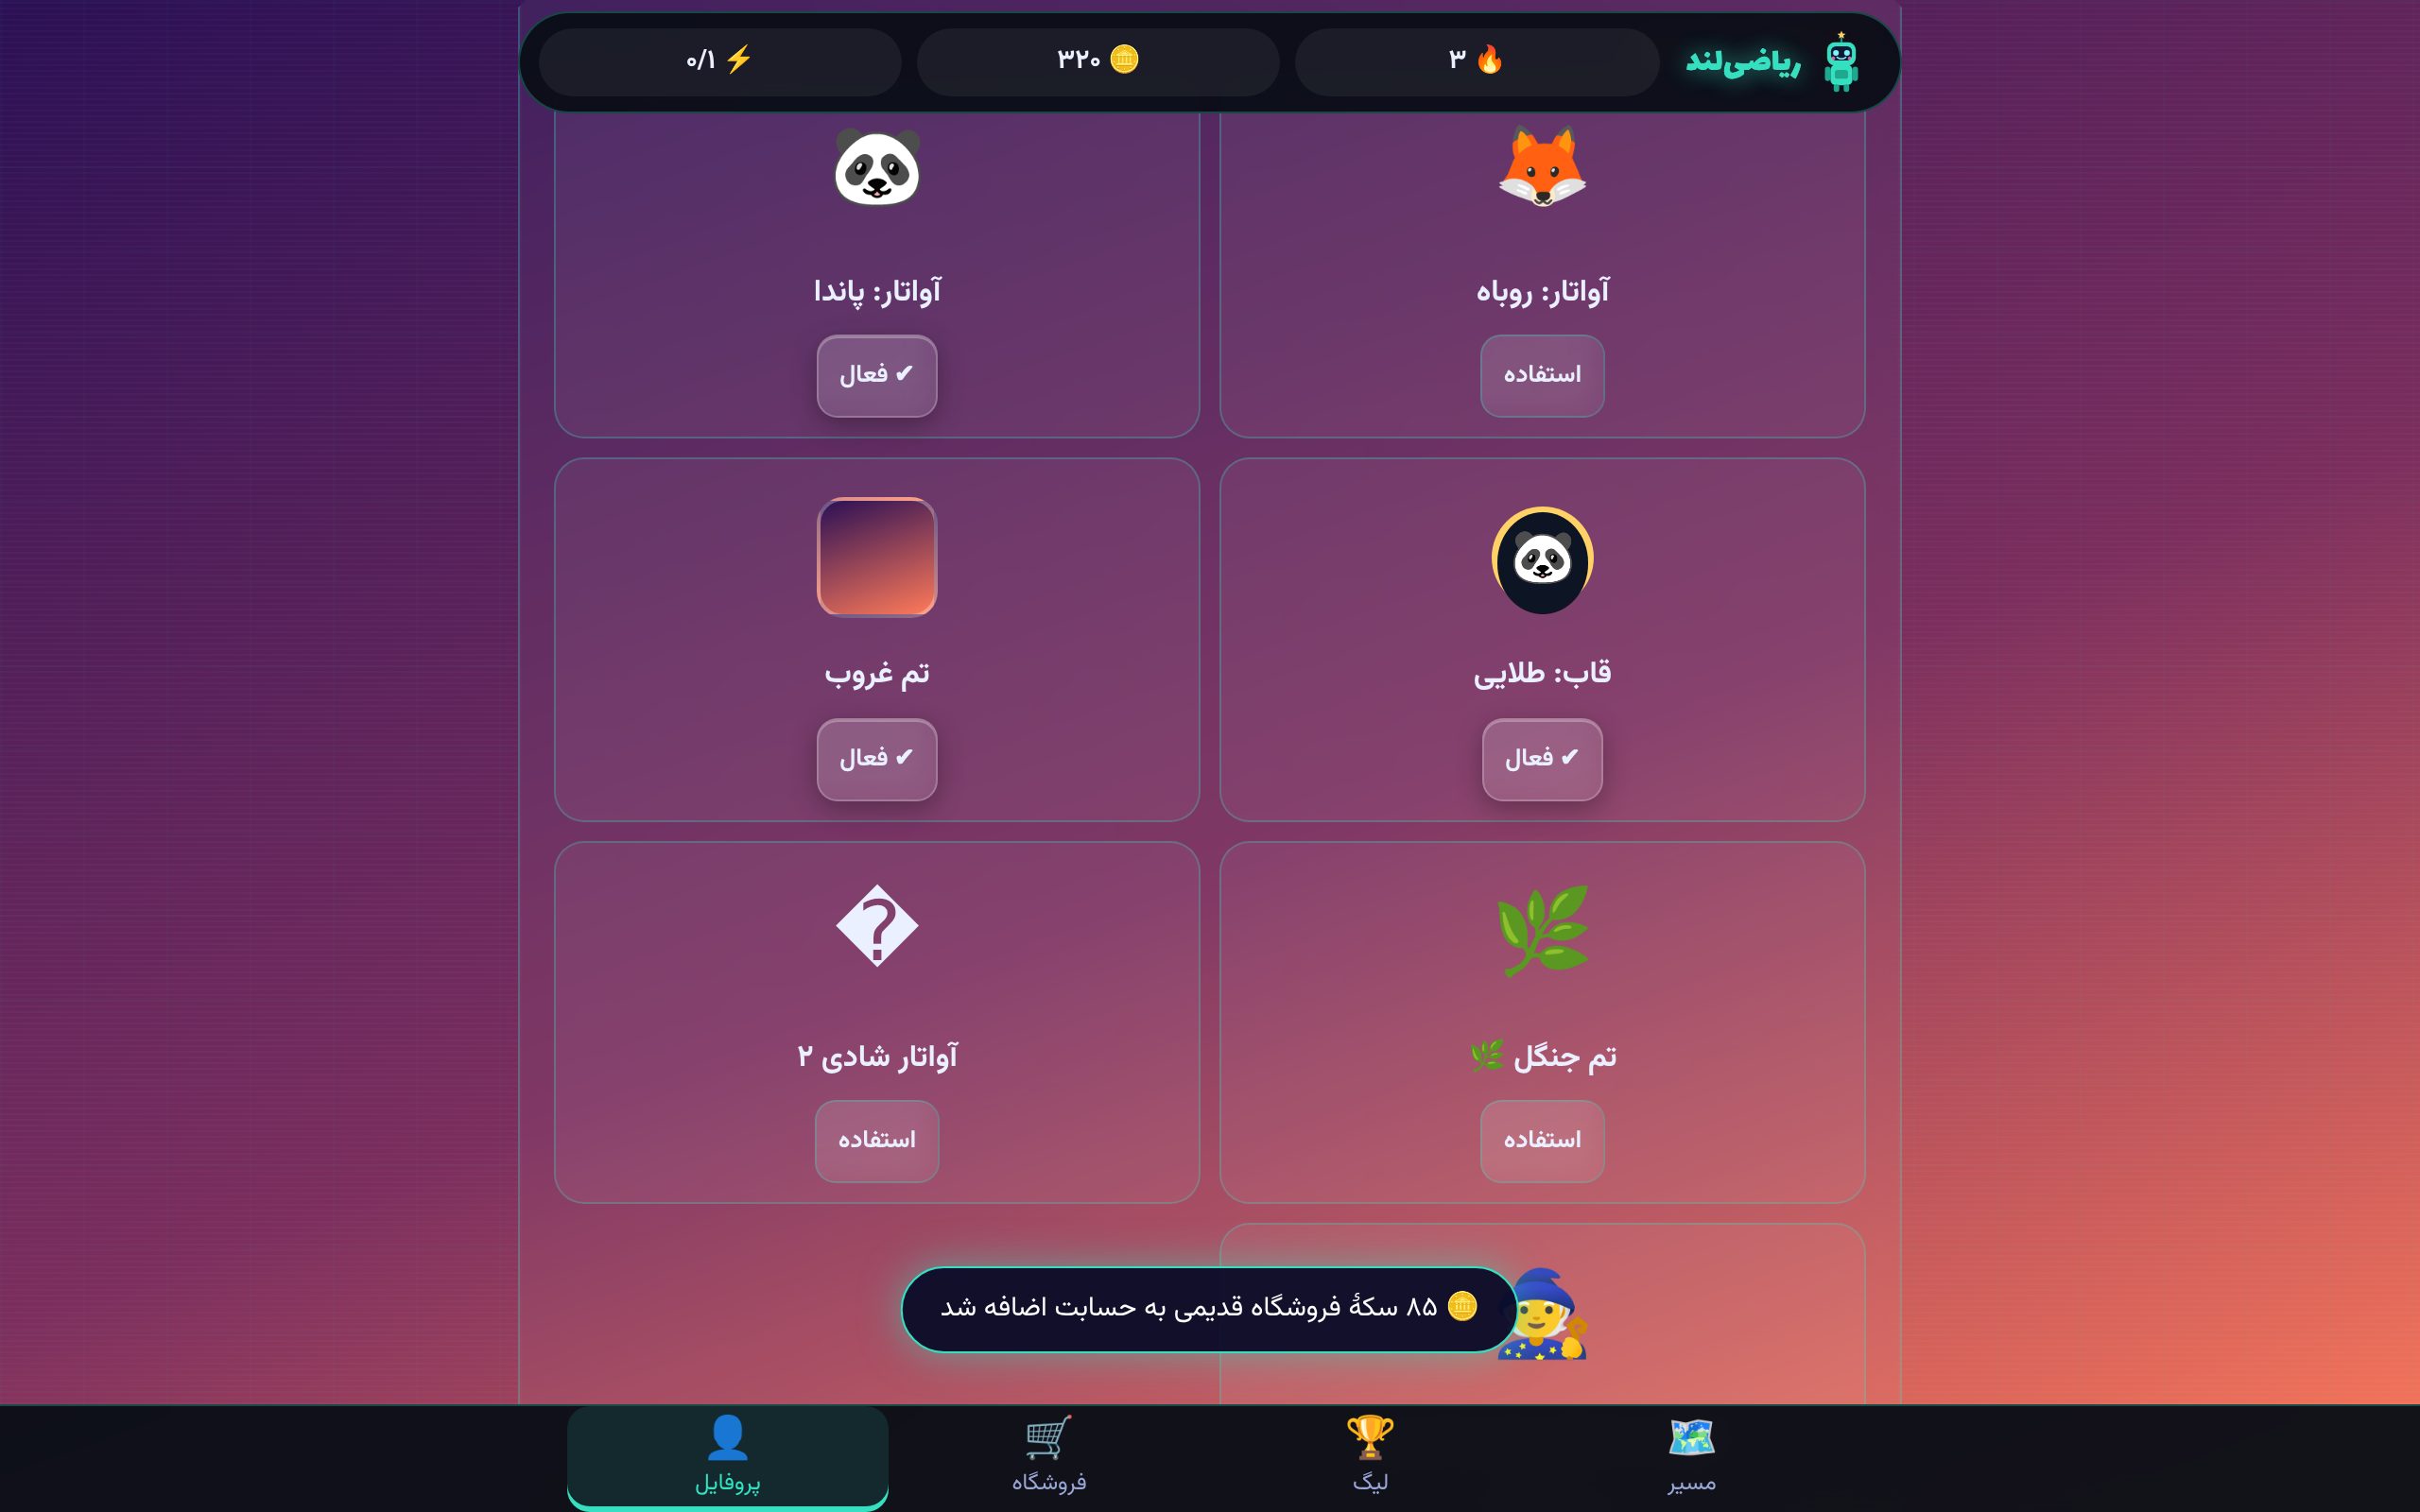 ریاضی‌لند
🔥 ۳
🪙 ۳۲۰
⚡ ۰/۱
آواتار: روباه
استفاده
آواتار: پاندا
✔ فعال
قاب: طلایی
✔ فعال
تم غروب
✔ فعال
تم جنگل 🌿
استفاده
�
آواتار شادی ۲
استفاده
🪙 ۸۵ سکهٔ فروشگاه قدیمی به حسابت اضافه شد
مسیر
لیگ
فروشگاه
پروفایل